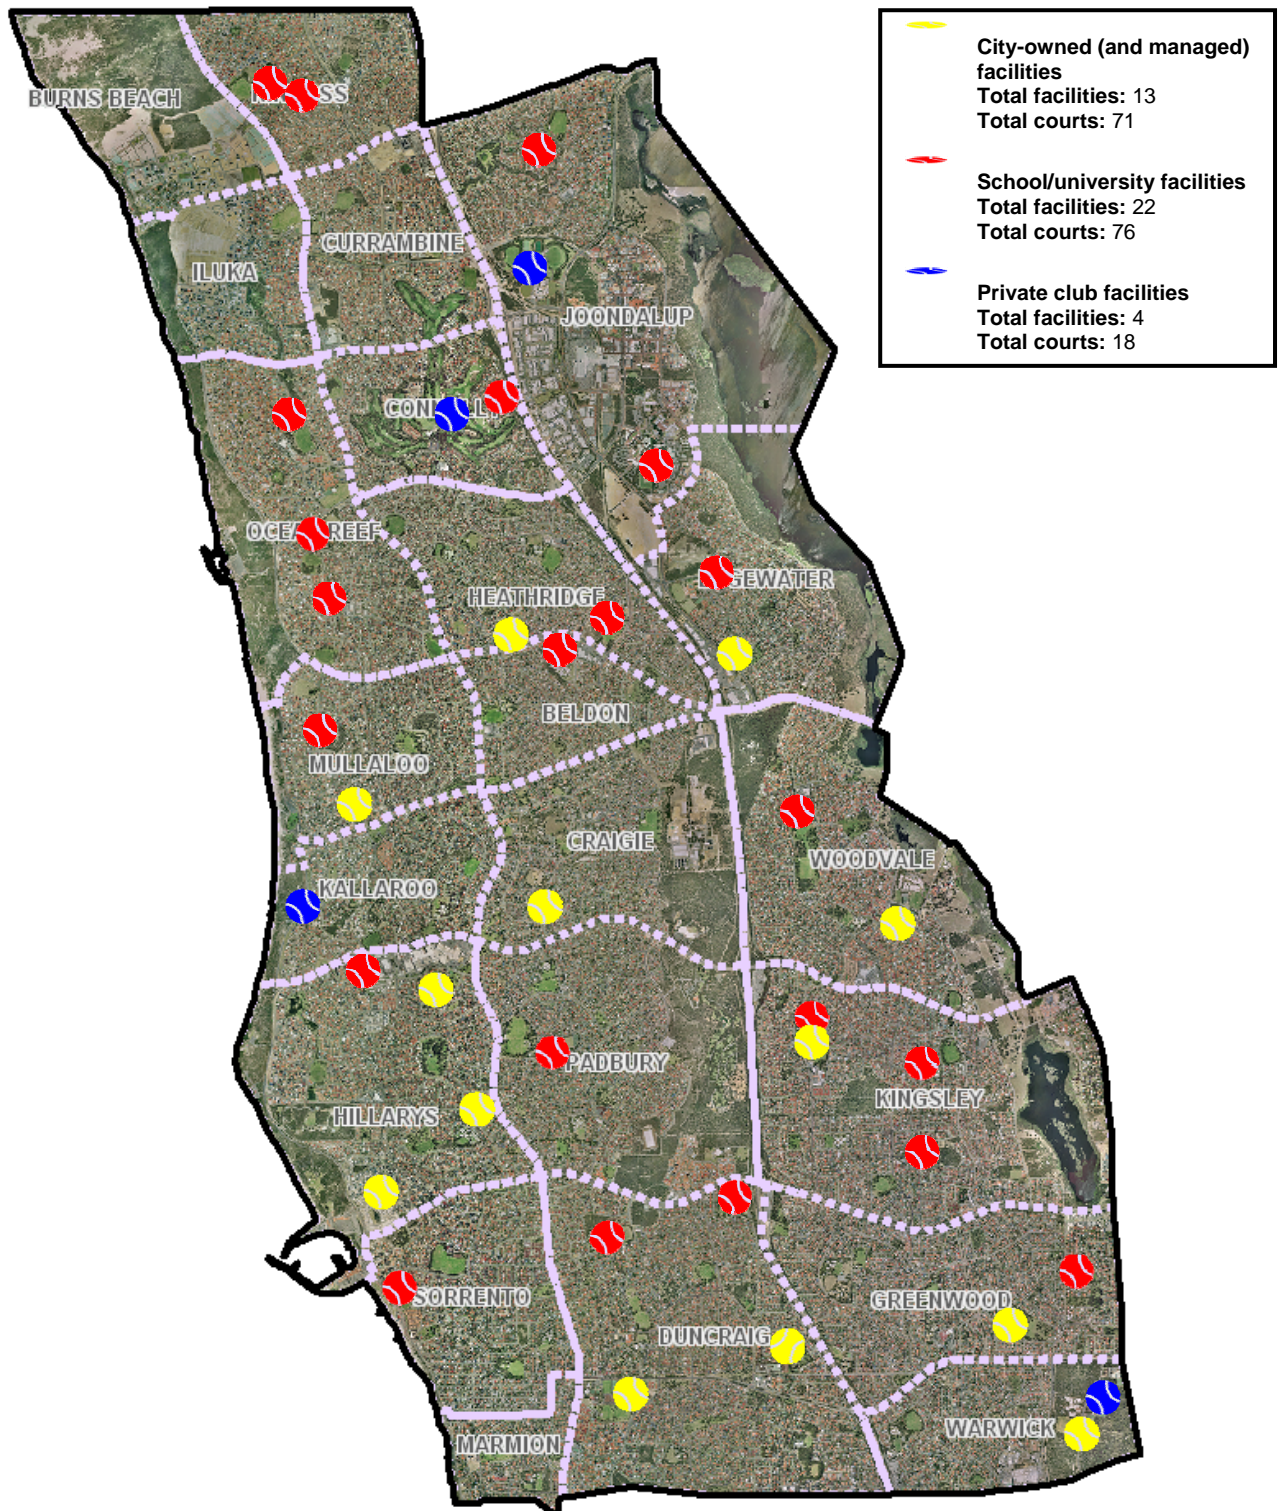 City-owned (and managed)
facilities
Total facilities: 13
Total courts: 71
School/university facilities
Total facilities: 22
Total courts: 76
Private club facilities
Total facilities: 4
Total courts: 18
BURNS BEACH
CURRAMBINE
ILUKA
JOONDALUP
HEATHRIDGE
BELDON
MULLALOO
CRAIGIE
WOODVALE
KALLAROO
PADBURY
KINGSLEY
HILLARYS
SORRENTO
GREENWOOD
DUNCRAIG
WARWICK
MARMION